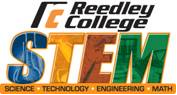 Reedley
College
STEM
SCIENCE · TECHNOLOGY · ENGINEERING · MATH